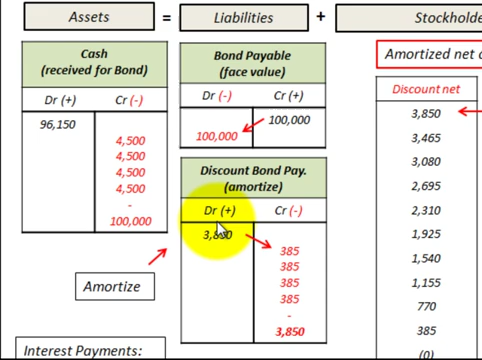 Assets = Liabilities + Stockholde
Cash
(received for Bond)
Dr (+) Cr (-)
96,150
4,500
4,500
4,500
4,500
-
100,000
Bond Payable
(face value)
Dr (-) Cr (+)
100,000
100,000
Discount Bond Pay.
(amortize)
Dr (+) Cr (-)
3,850
385
385
385
385
-
3,850
Amortize
Interest Payments:
Amortized net
Discount net
3,850
3,465
3,080
2,695
2,310
1,925
1,540
1,155
770
385
(0)